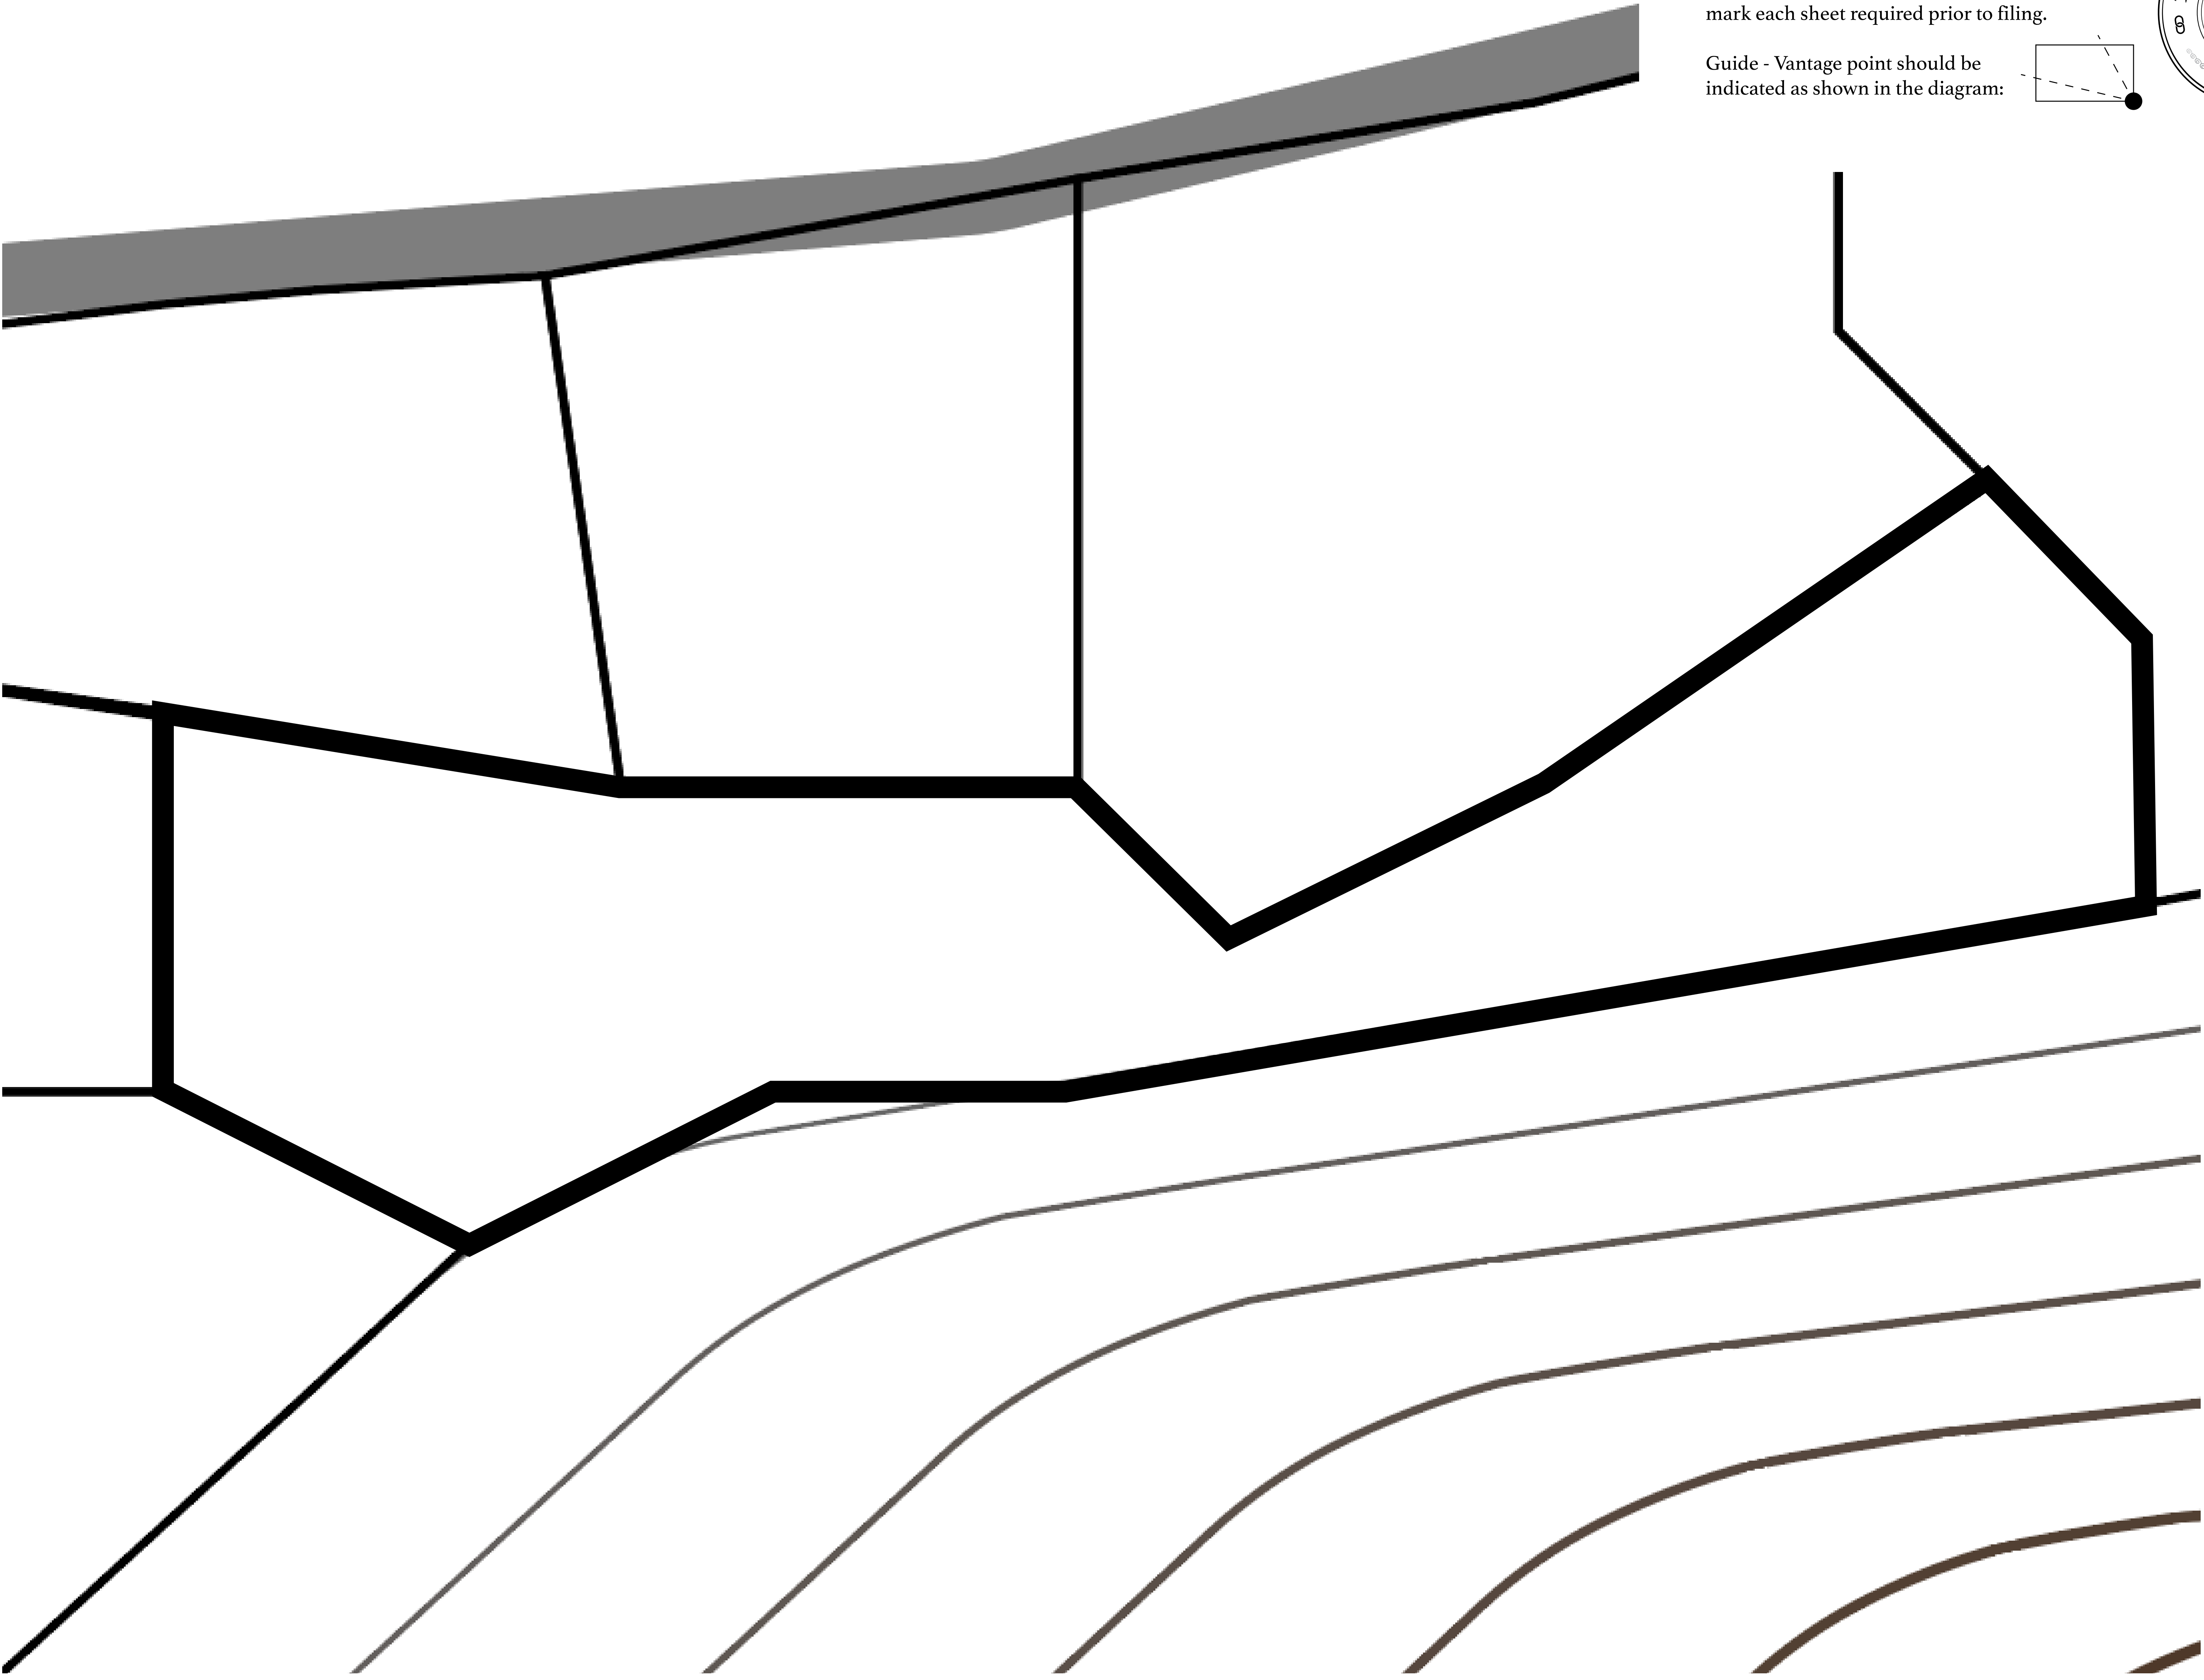 mark each sheet required prior to filing.
Guide - Vantage point should be
indicated as shown in the diagram: